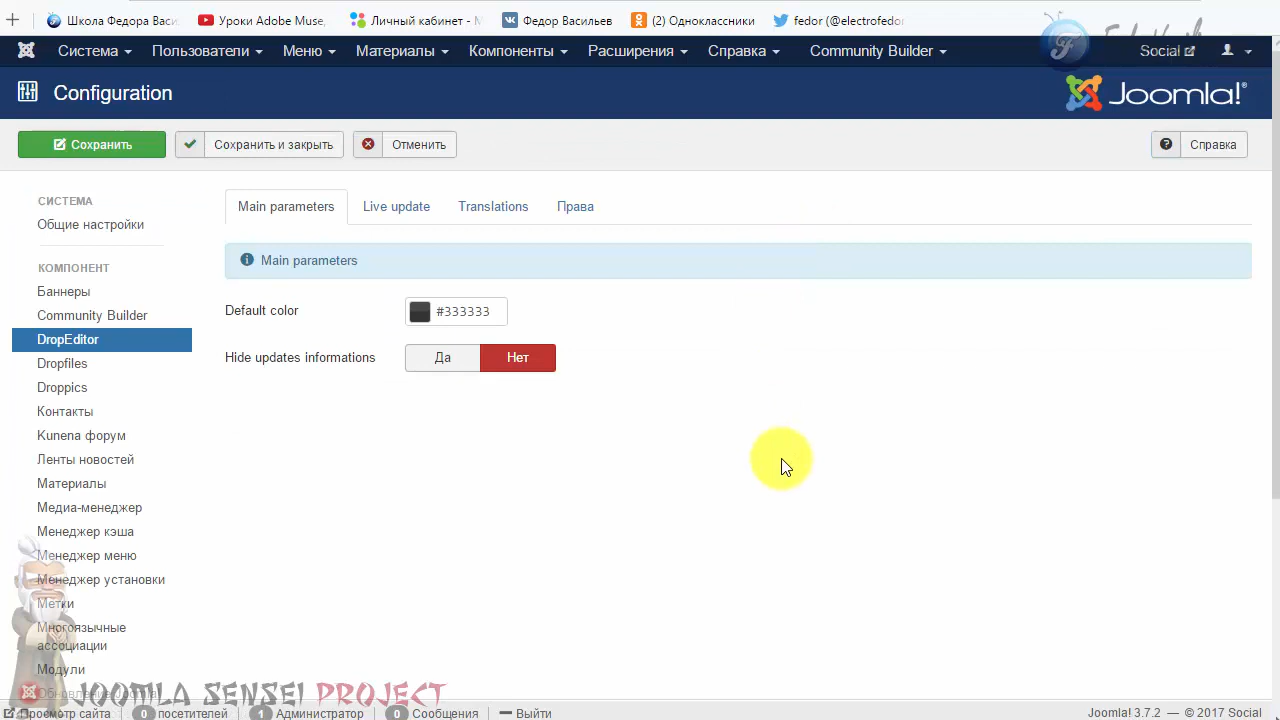 Школа Федора Васи
Уроки Adobe Muse,
Личный кабинет - М
Федор Васильев
(2) Одноклассники
fedor (@electrofedor
Система
Пользователи
Меню
Материалы
Компоненты
Расширения
Справка
Community Builder
Social
Configuration
Joomla!®
Сохранить
Сохранить и закрыть
Отменить
Справка
СИСТЕМА
Общие настройки
КОМПОНЕНТ
Баннеры
Community Builder
DropEditor
Dropfiles
Droppics
Контакты
Kunena форум
Ленты новостей
Материалы
Медиа-менеджер
Менеджер кэша
Менеджер меню
Менеджер установки
Метки
Многоязычные
ассоциации
Модули
Обновление Joomla!
Main parameters
Live update
Translations
Права
Main parameters
Default color
#333333
Hide updates informations
Да
Нет
JOOMLA SENSEI PROJECT
Просмотр сайта
0 посетителей
1 Администратор
0 Сообщения
Выйти
Joomla! 3.7.2 — © 2017 Social